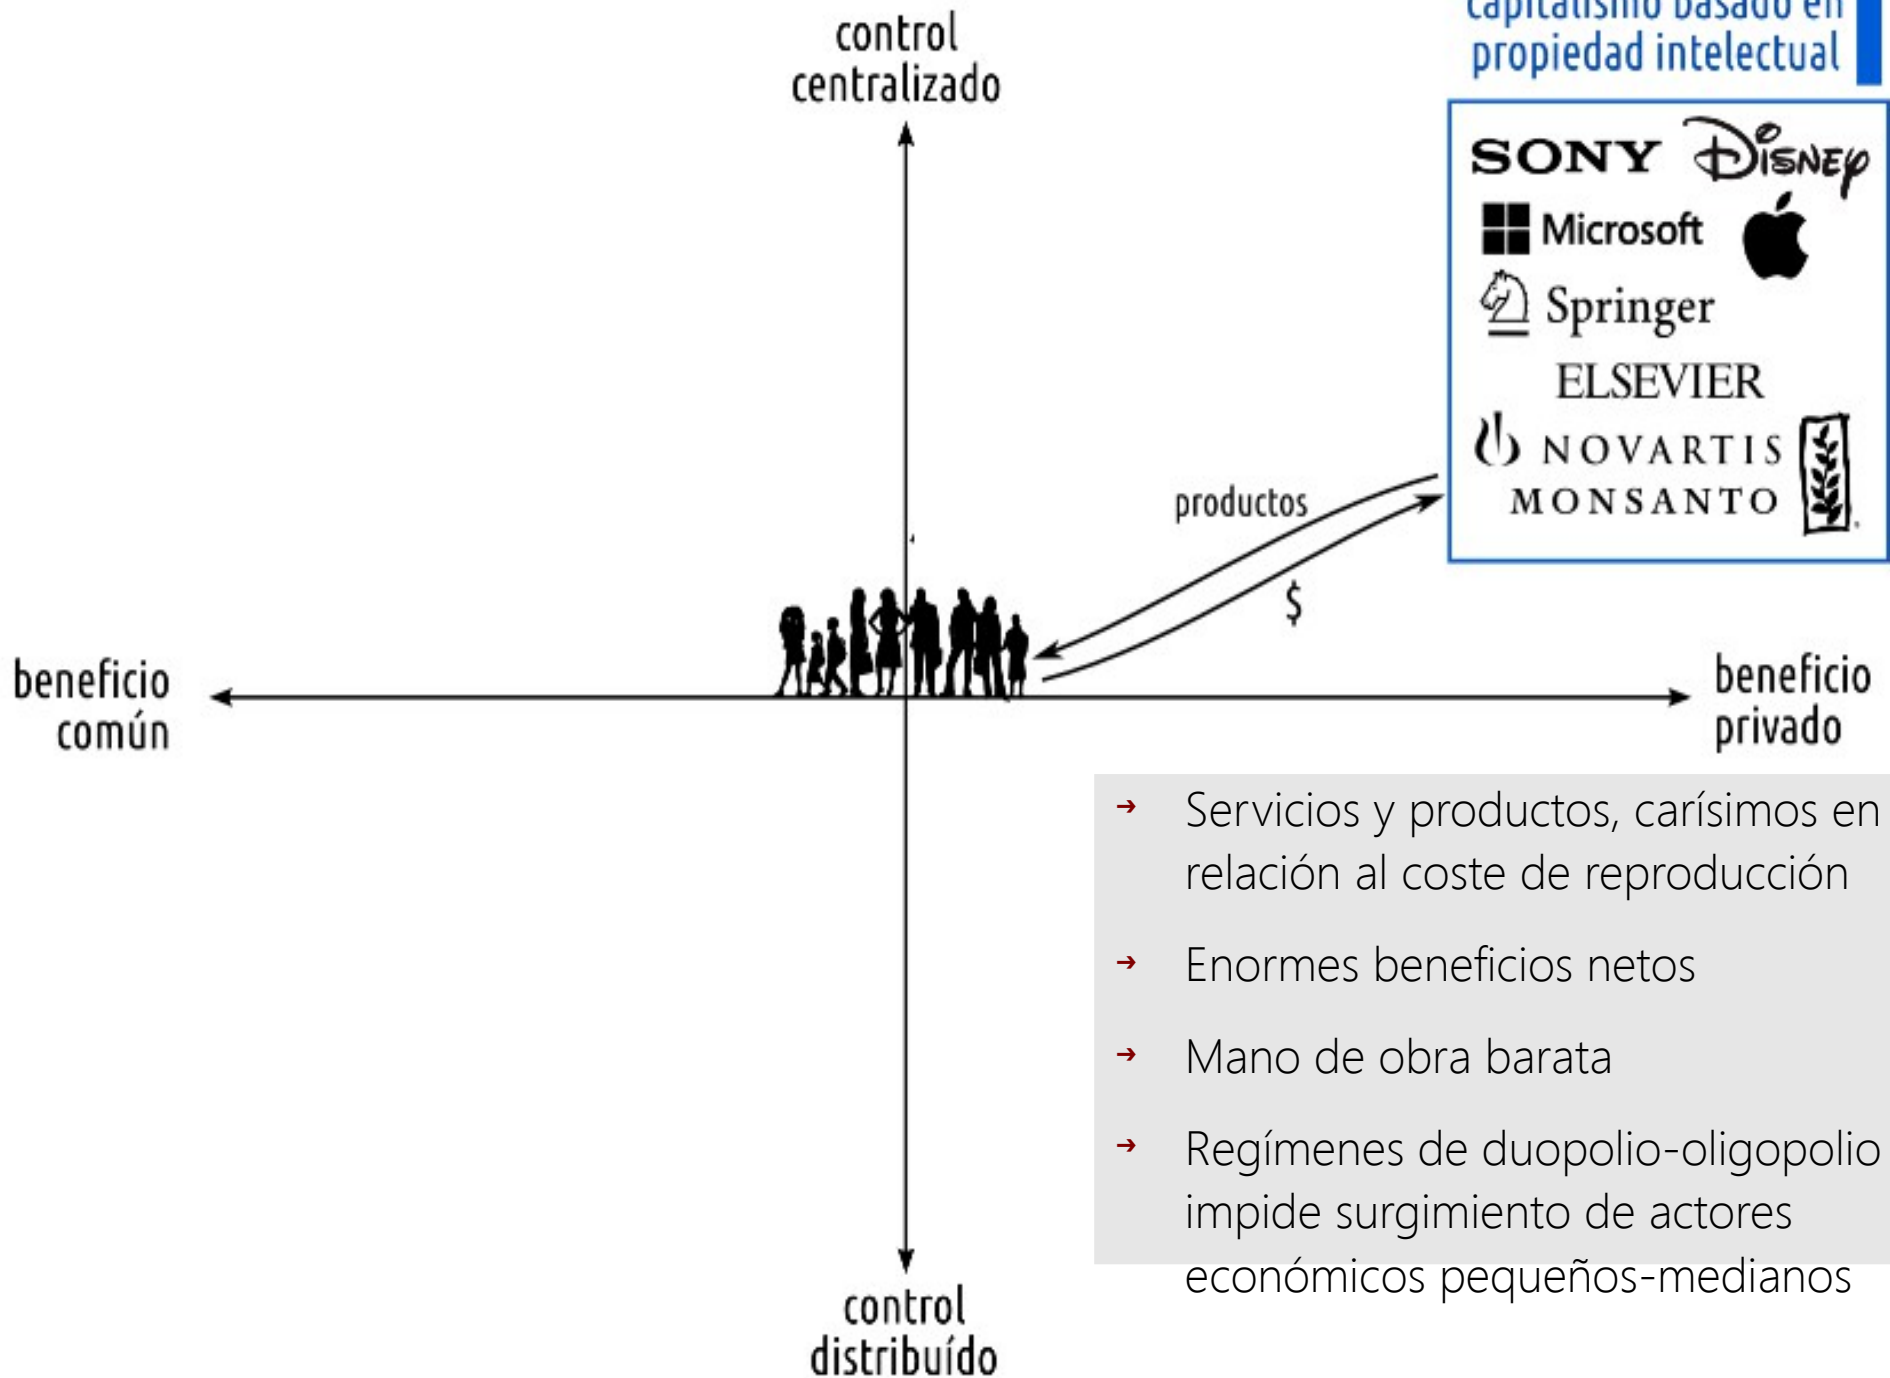 control
centralizado
capitalismo basado en
propiedad intelectual
SONY DISNEY
Microsoft
Springer
ELSEVIER
NOVARTIS
MONSANTO
productos
$
beneficio
común
beneficio
privado
→ Servicios y productos, carísimos en
relación al coste de reproducción
→ Enormes beneficios netos
→ Mano de obra barata
→ Regímenes de duopolio-oligopolio
impide surgimiento de actores
económicos pequeños-medianos
control
distribuído